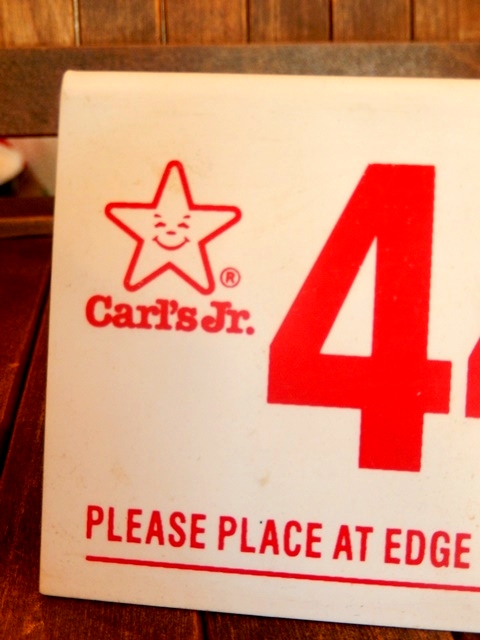 ®
Carl's Jr.
4
PLEASE PLACE AT EDGE